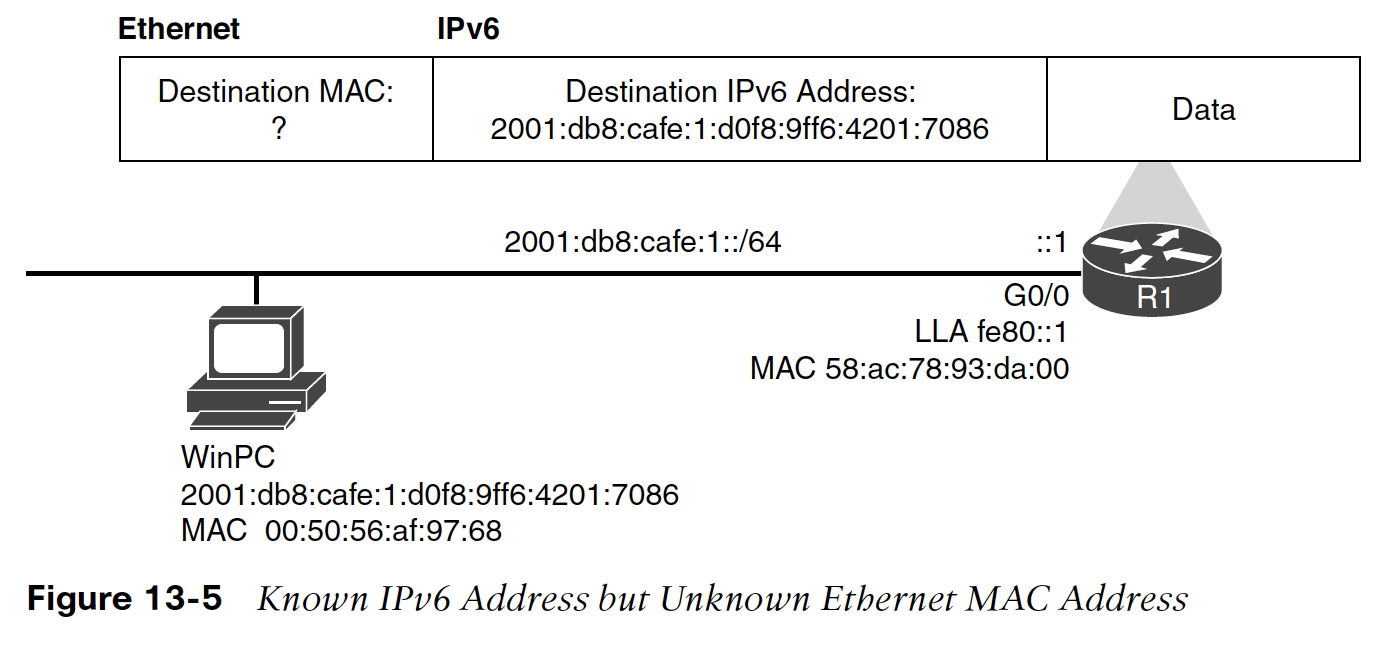 Ethernet
IPv6
Destination MAC:
?
Destination IPv6 Address:
2001:db8:cafe:1:d0f8:9ff6:4201:7086
Data
2001:db8:cafe:1::/64
::1
R1
G0/0
LLA fe80::1
MAC 58:ac:78:93:da:00
WinPC
2001:db8:cafe:1:d0f8:9ff6:4201:7086
MAC 00:50:56:af:97:68
Figure 13-5 Known IPv6 Address but Unknown Ethernet MAC Address